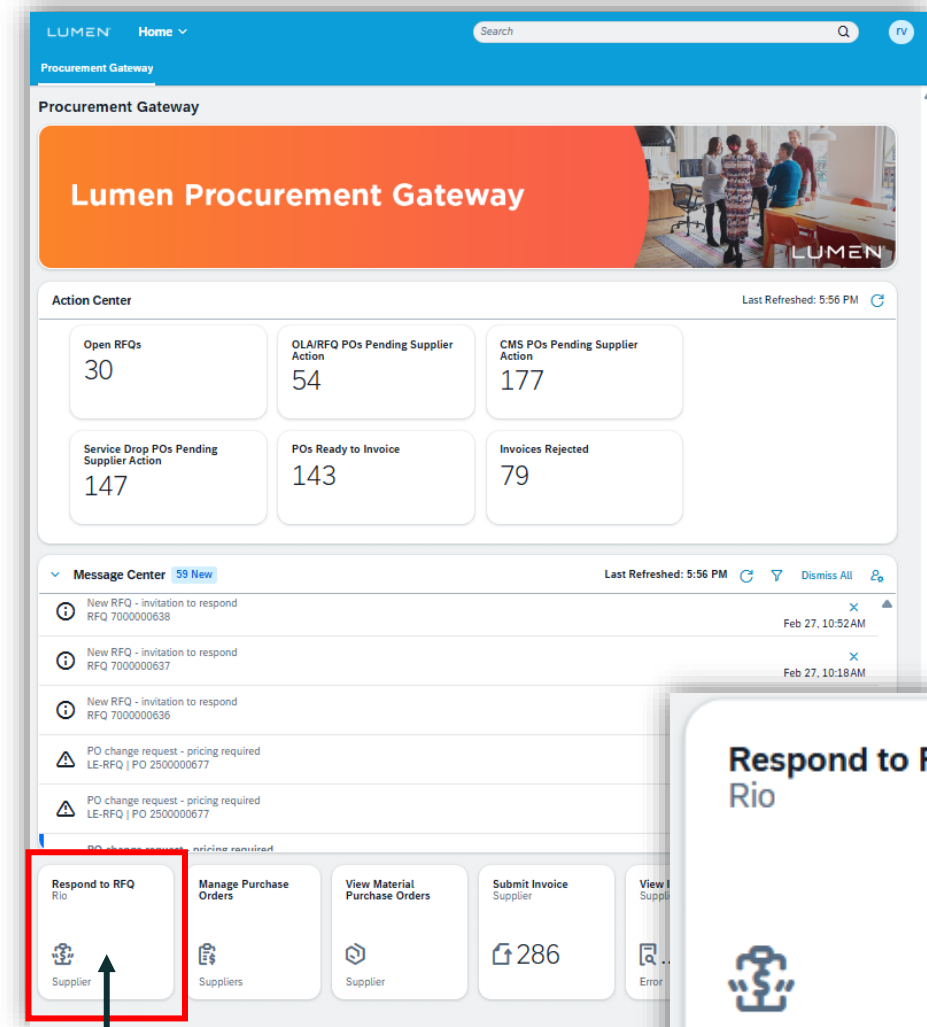 LUMEN Home Search rv
Procurement Gateway
Procurement Gateway
Lumen Procurement Gateway
LUMEN
Action Center Last Refreshed: 5:56 PM
Open RFQs
30
OLA/RFQ POs Pending Supplier
Action
54
CMS POs Pending Supplier
Action
177
Service Drop POs Pending
Supplier Action
147
POs Ready to Invoice
143
Invoices Rejected
79
Message Center 59 New Last Refreshed: 5:56 PM Dismiss All
New RFQ - invitation to respond
RFQ 7000000638
Feb 27, 10:52 AM
New RFQ - invitation to respond
RFQ 7000000637
Feb 27, 10:18 AM
New RFQ - invitation to respond
RFQ 7000000636
PO change request - pricing required
LE-RFQ | PO 2500000677
PO change request - pricing required
LE-RFQ | PO 2500000677
PO change request - pricing required
Respond to RFQ
Rio
Supplier
Manage Purchase
Orders
Suppliers
View Material
Purchase Orders
Supplier
Submit Invoice
Supplier
286
View
Error
Respond to
Rio